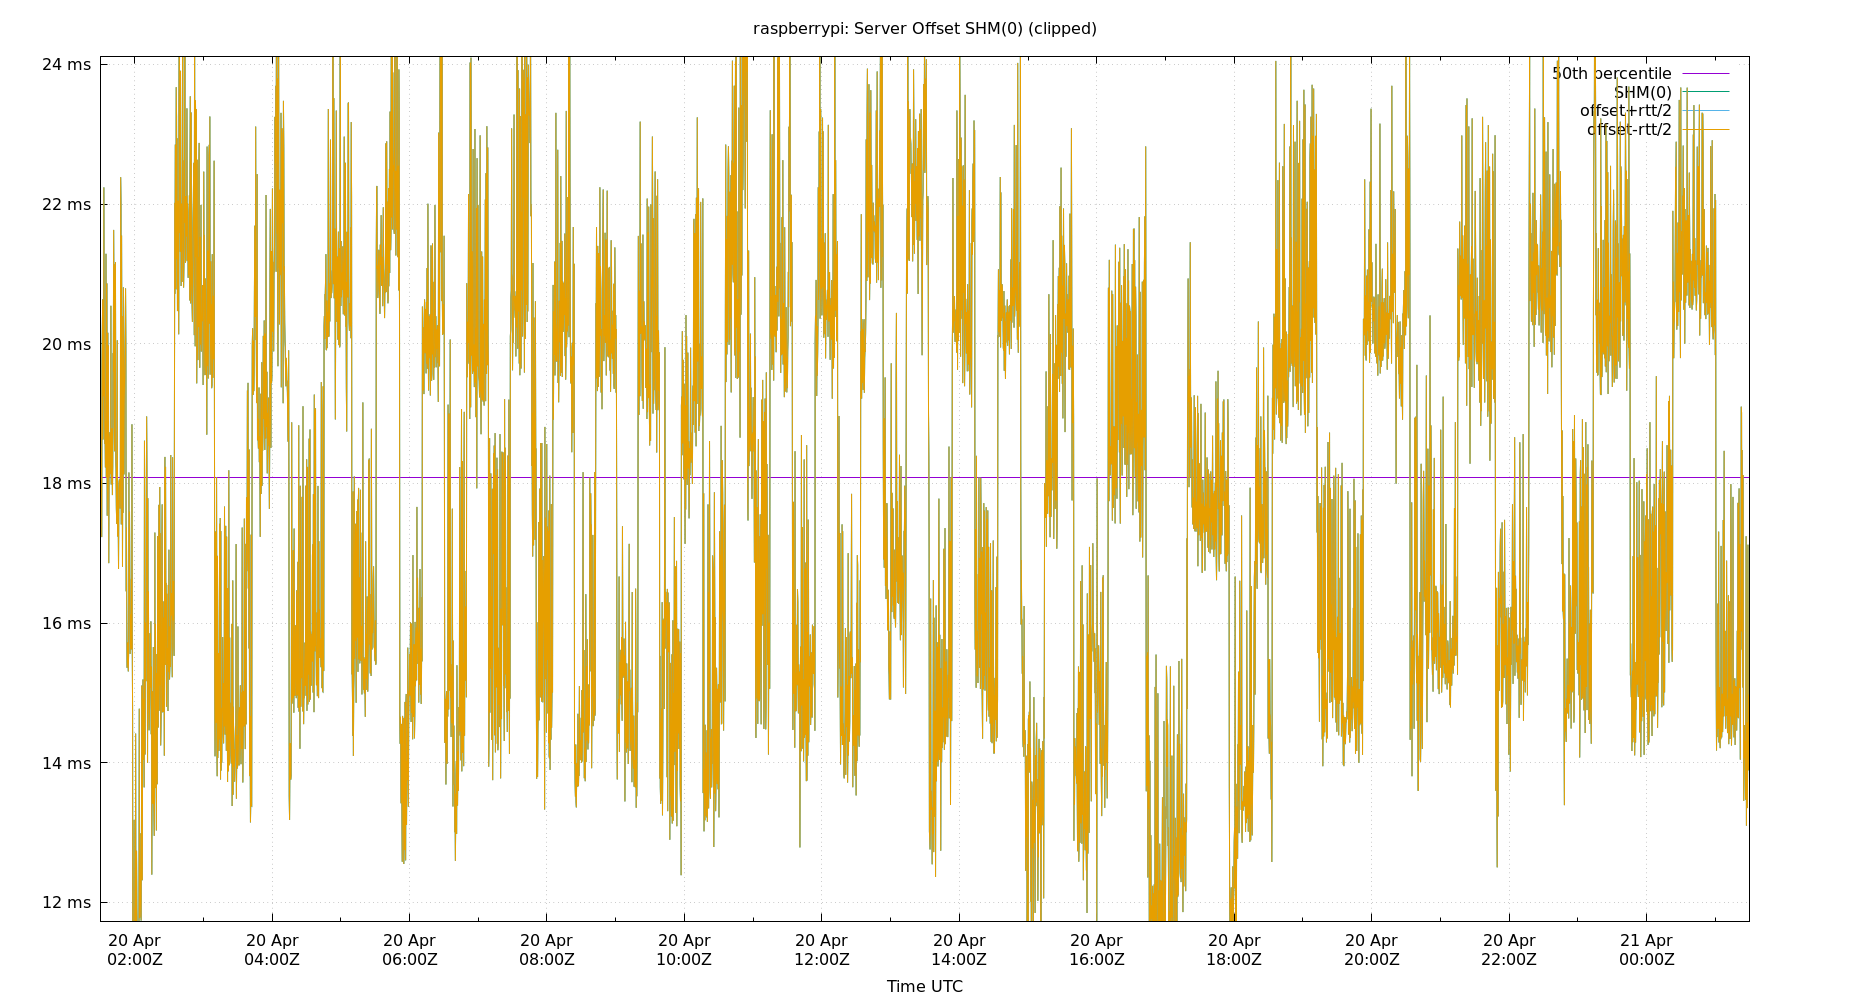 raspberrypi: Server Offset SHM(0) (clipped)
24 ms
22 ms
20 ms
18 ms
16 ms
14 ms
12 ms
50th percentile
SHM(0)
offset+rtt/2
offset-rtt/2
20 Apr 20 Apr 20 Apr 20 Apr 20 Apr 20 Apr 20 Apr 20 Apr 20 Apr 20 Apr 20 Apr 21 Apr
02:00Z 04:00Z 06:00Z 08:00Z 10:00Z 12:00Z 14:00Z 16:00Z 18:00Z 20:00Z 22:00Z 00:00Z
Time UTC